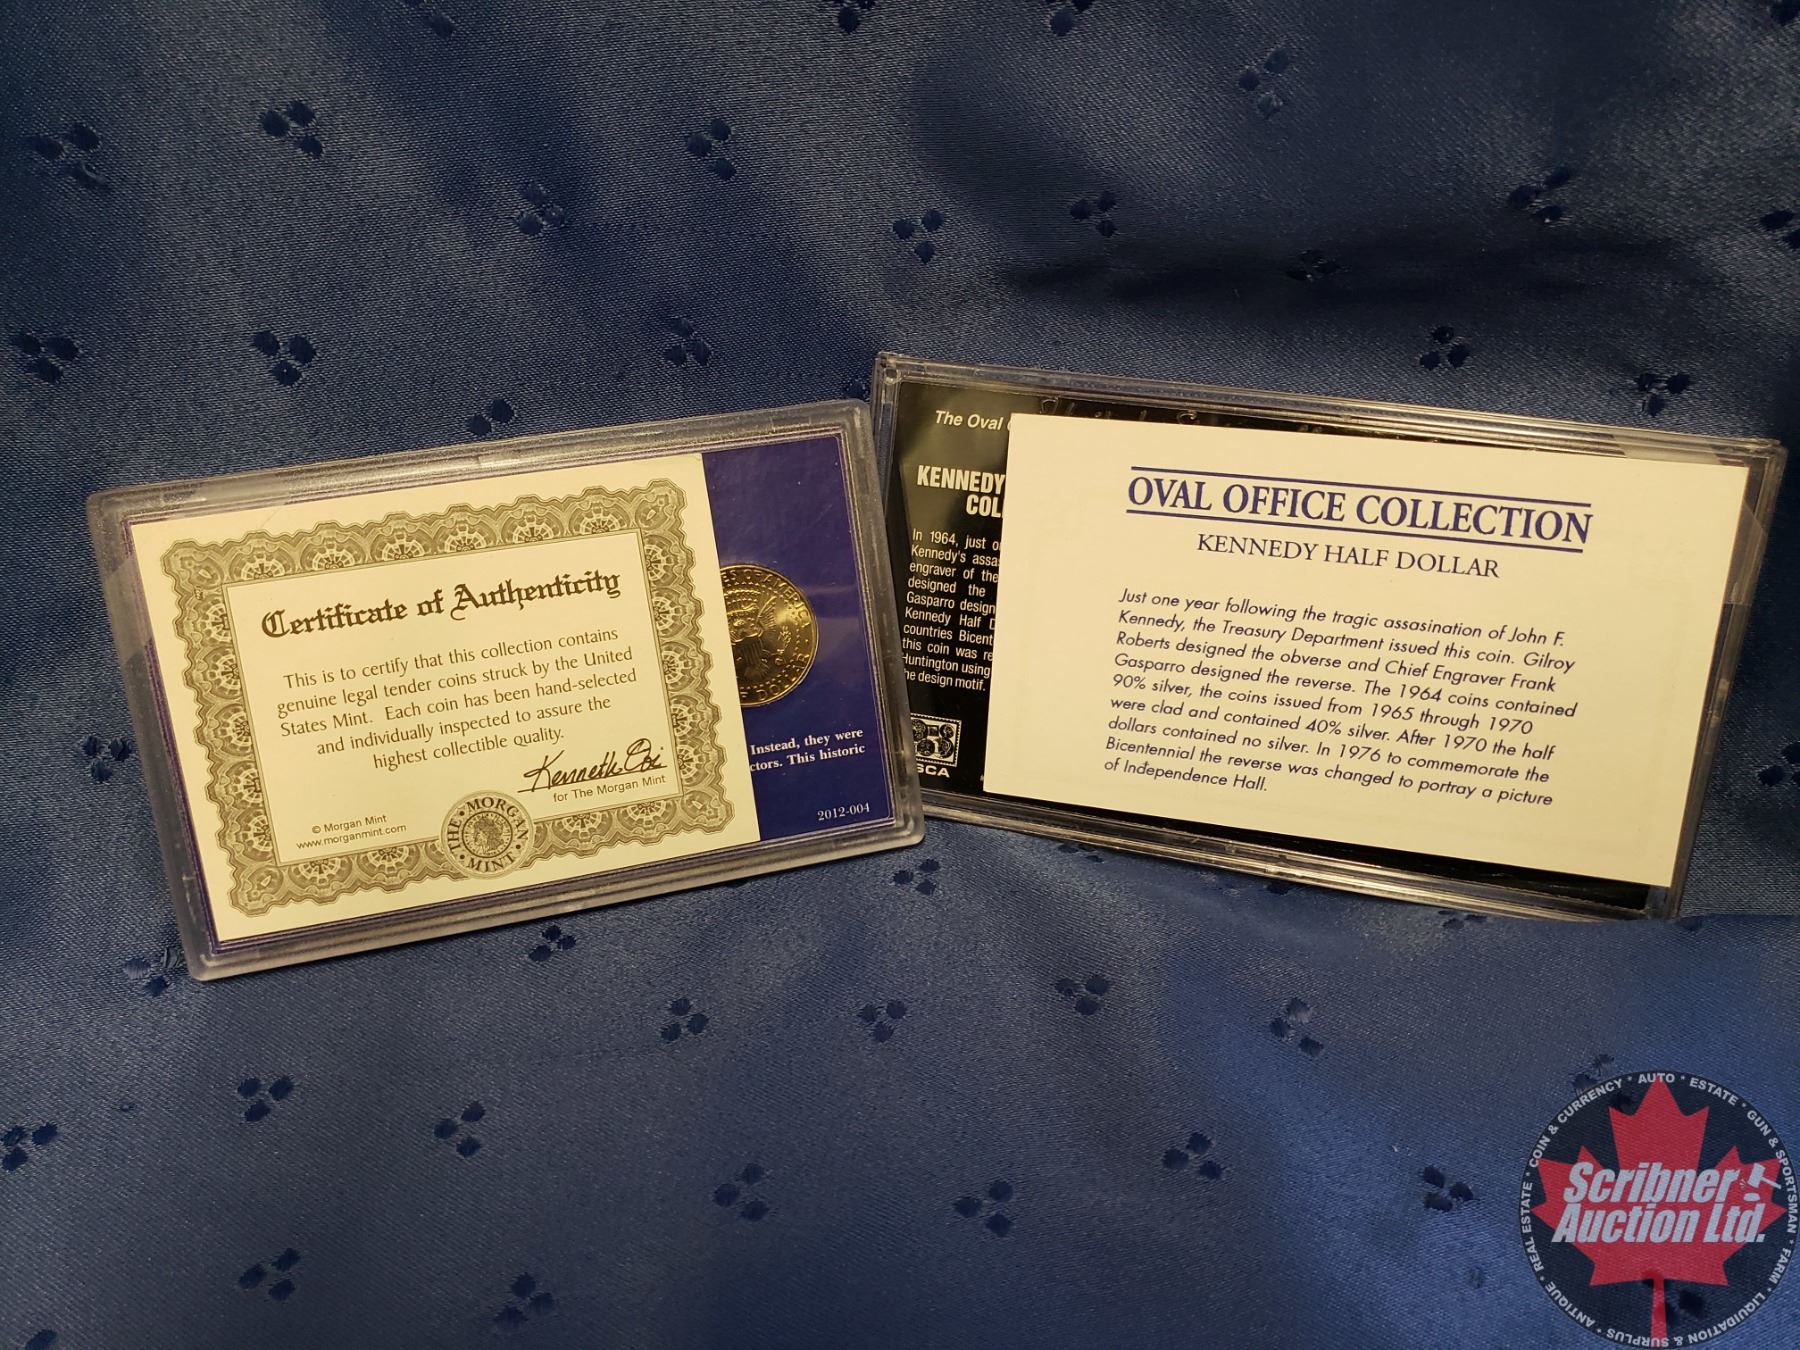 Certificate of Authenticity
This is to certify that this collection contains
genuine legal tender coins struck by the United
States Mint. Each coin has been hand-selected
and individually inspected to assure the
highest collectible quality.
Kenneth
for The Morgan Mint
© Morgan Mint
www.morganmint.com
THE • MORGAN • MINT •
HALF DOLLAR
Instead, they were
ctors. This historic
2012-004
The Oval
KENNEDY
COL
In 1964, just o
Kennedy's assa
engraver of the
designed the
Gasparro design
Kennedy Half D
countries Bicent
this coin was re
Huntington using
he design motif.
SCA
OVAL OFFICE COLLECTION
KENNEDY HALF DOLLAR
Just one year following the tragic assasination of John F.
Kennedy, the Treasury Department issued this coin. Gilroy
Roberts designed the obverse and Chief Engraver Frank
Gasparro designed the reverse. The 1964 coins contained
90% silver, the coins issued from 1965 through 1970
were clad and contained 40% silver. After 1970 the half
dollars contained no silver. In 1976 to commemorate the
Bicentennial the reverse was changed to portray a picture
of Independence Hall.
COIN & CURRENCY * AUTO * ESTATE * GUN & SPORTSMAN * FARM * LIQUIDATION & SURPLUS * ANTIQUE * REAL ESTATE *
Scribner
Auction Ltd.